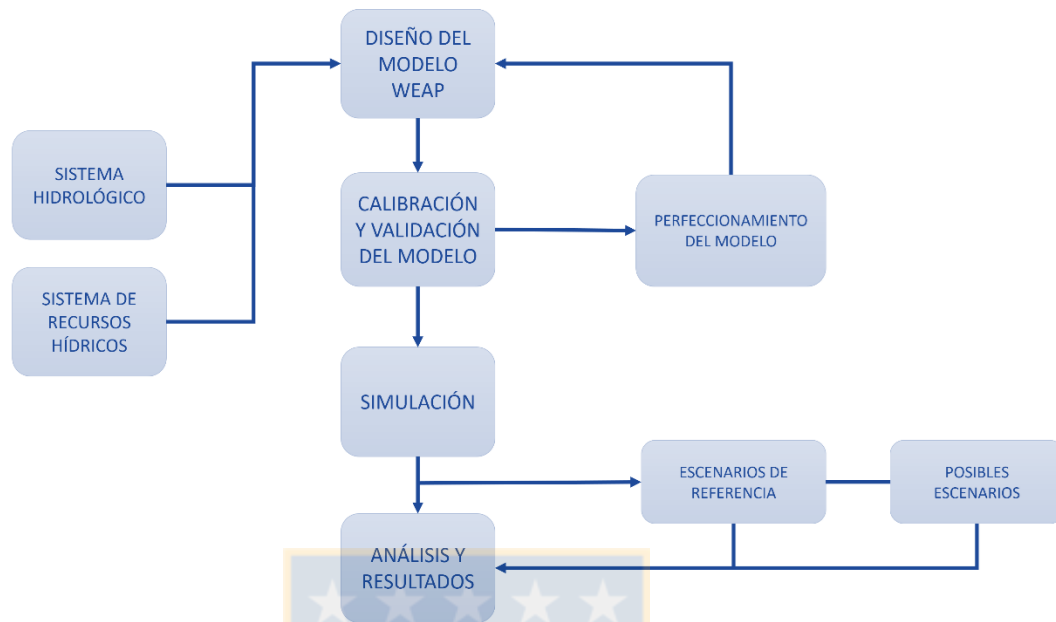 DISEÑO DEL
MODELO
WEAP
SISTEMA
HIDROLÓGICO
CALIBRACIÓN
Y VALIDACIÓN
DEL MODELO
PERFECCIONAMIENTO
DEL MODELO
SISTEMA DE
RECURSOS
HÍDRICOS
SIMULACIÓN
ESCENARIOS DE
REFERENCIA
POSIBLES
ESCENARIOS
ANÁLISIS Y
RESULTADOS